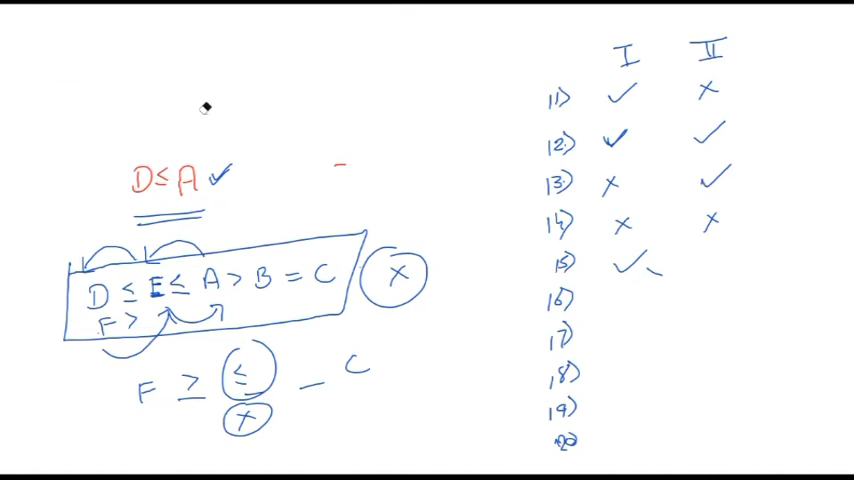 D ≤ A ✓
D ≤ E ≤ A > B = C ×
F >
F ≥ ≤ _ C
×
I II
11) ✓ ×
12) ✓ ✓
13) × ✓
14) × ×
15) ✓
16)
17)
18)
19)
20)